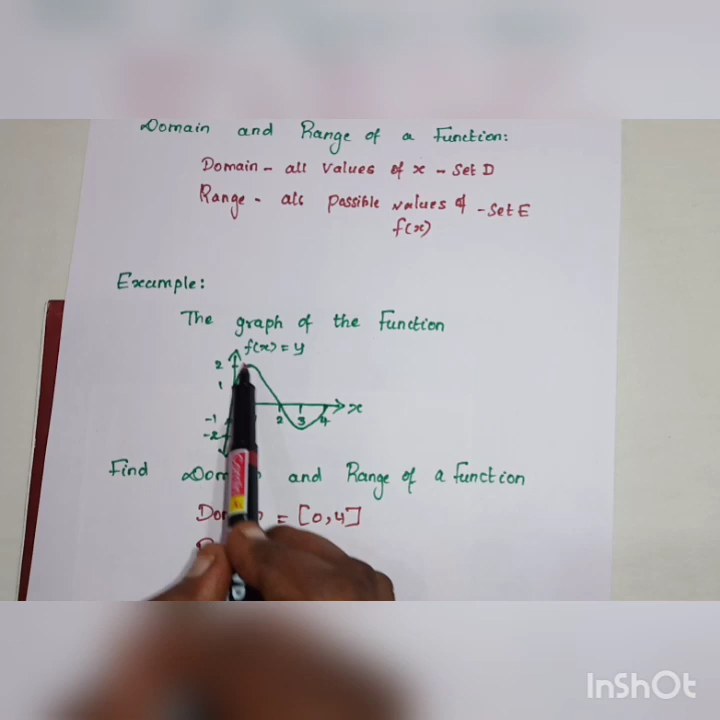 Domain and Range of a Function:
Domain - all Values of x - Set D
Range - all possible values of - Set E
f(x)
Example:
The graph of the Function
f(x) = y
2
1
-1
-2
2 3 4
x
Find and Range of a function
= [0,4]
InShOt